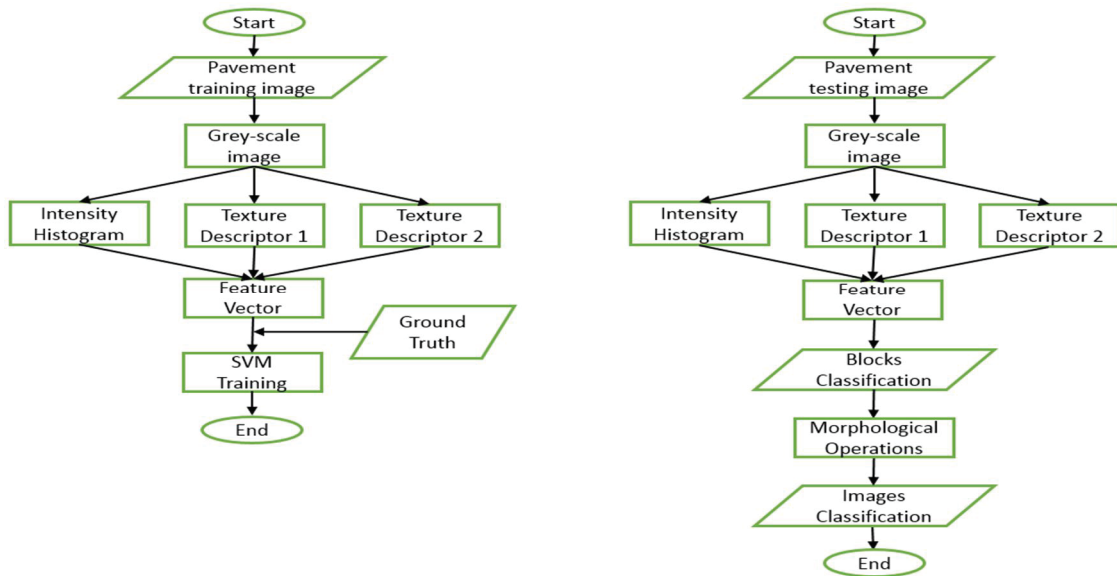 Start
Pavement
training image
Grey-scale
image
Intensity
Histogram
Texture
Descriptor 1
Texture
Descriptor 2
Feature
Vector
Ground
Truth
SVM
Training
End
Start
Pavement
testing image
Grey-scale
image
Intensity
Histogram
Texture
Descriptor 1
Texture
Descriptor 2
Feature
Vector
Blocks
Classification
Morphological
Operations
Images
Classification
End